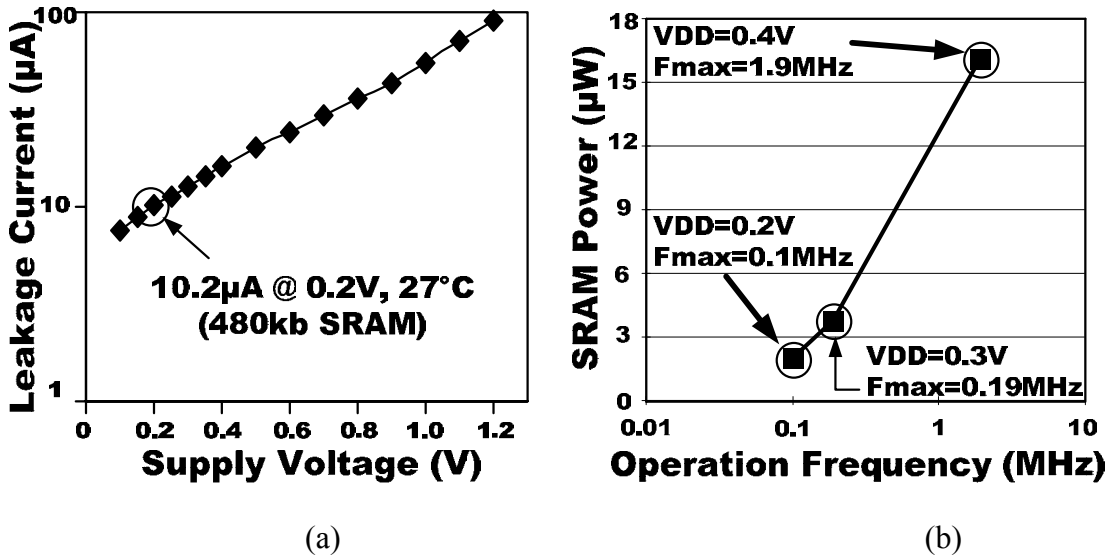 100
10
1
Leakage Current (µA)
10.2µA @ 0.2V, 27°C
(480kb SRAM)
0 0.2 0.4 0.6 0.8 1.0 1.2
Supply Voltage (V)
(a)
18
15
12
9
6
3
0
SRAM Power (µW)
VDD=0.4V
Fmax=1.9MHz
VDD=0.2V
Fmax=0.1MHz
VDD=0.3V
Fmax=0.19MHz
0.01 0.1 1 10
Operation Frequency (MHz)
(b)